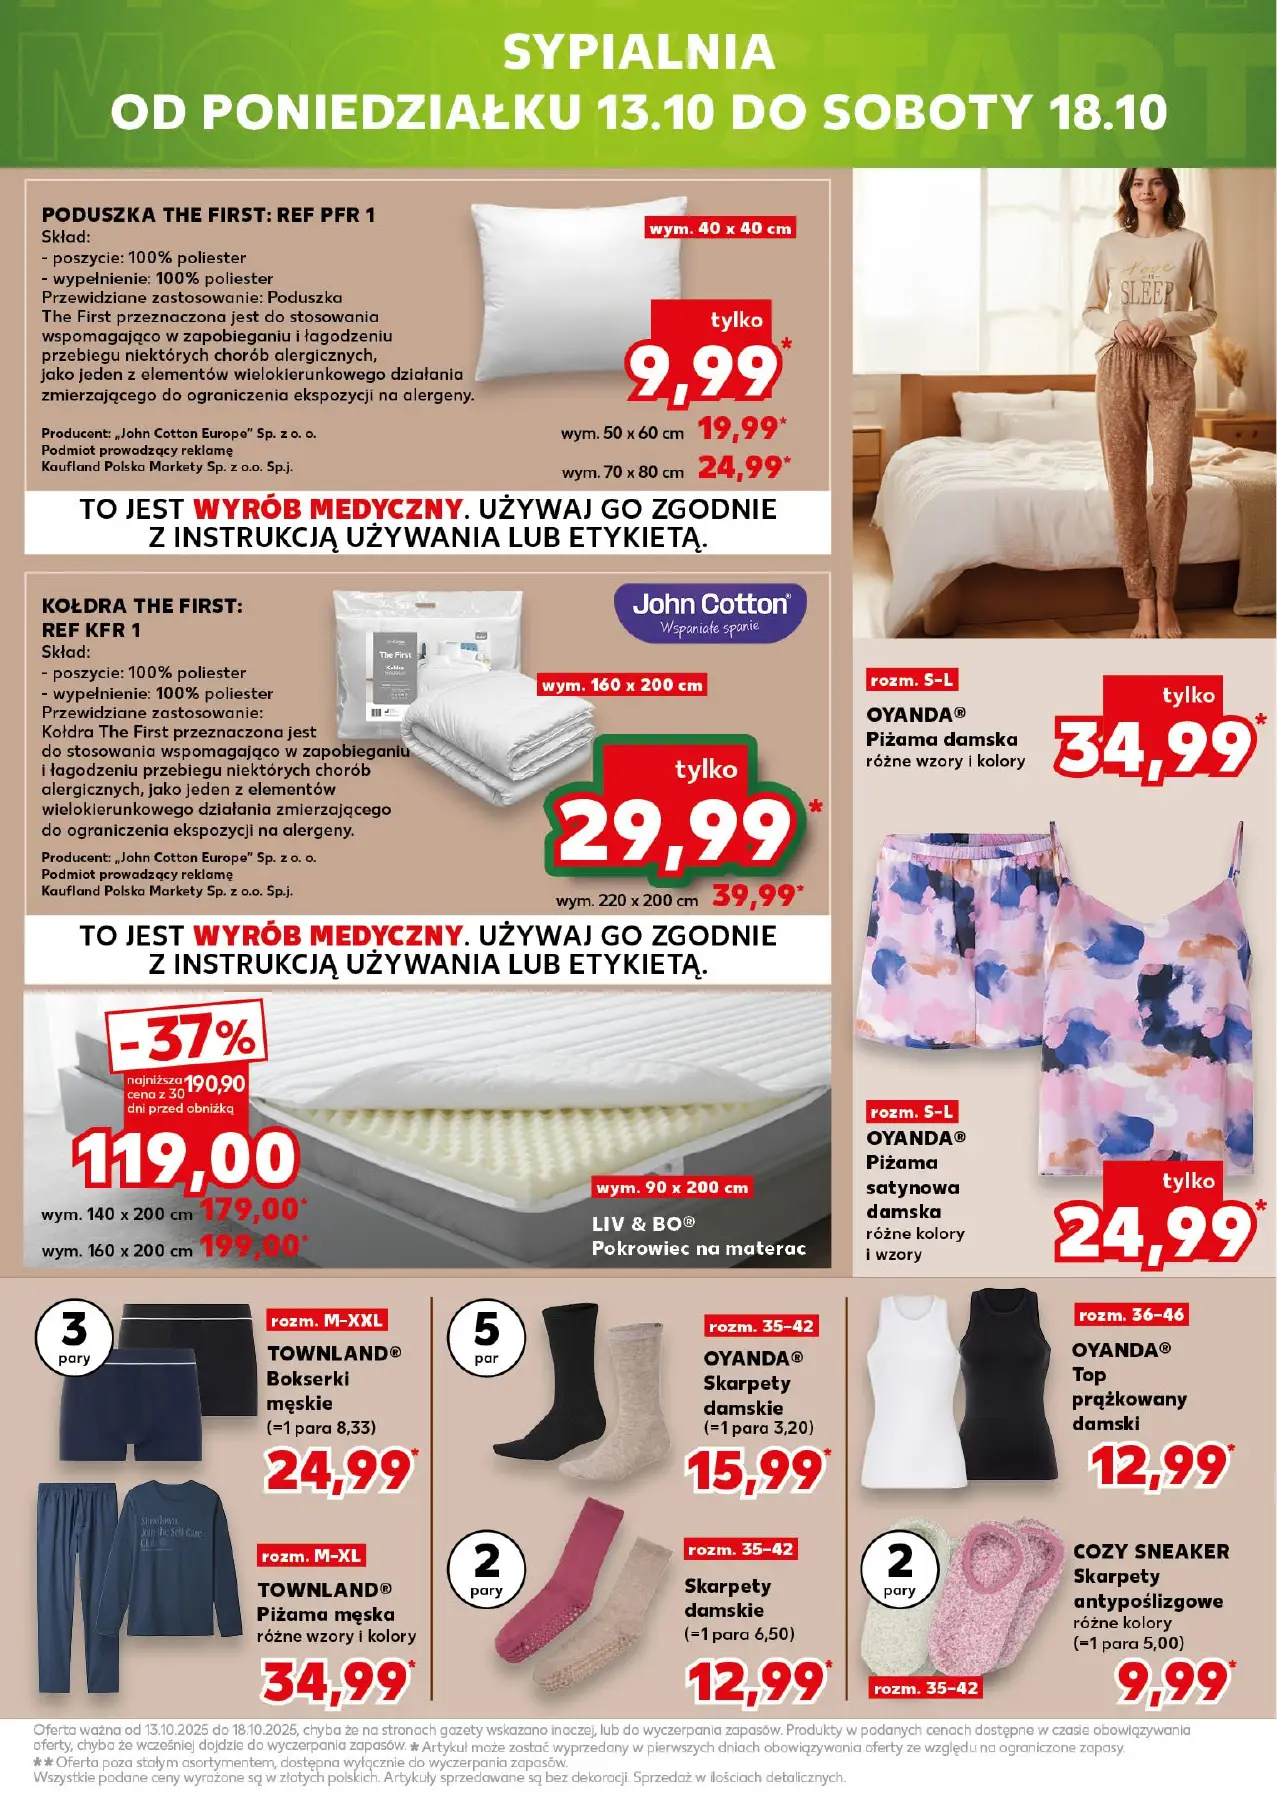 SYPIALNIA
OD PONIEDZIAŁKU 13.10 DO SOBOTY 18.10
PODUSZKA THE FIRST: REF PFR 1
Skład:
- poszycie: 100% poliester
- wypełnienie: 100% poliester
Przewidziane zastosowanie: Poduszka
The First przeznaczona jest do stosowania
wspomagająco w zapobieganiu i łagodzeniu
przebiegu niektórych chorób alergicznych,
jako jeden z elementów wielokierunkowego działania
zmierzającego do ograniczenia ekspozycji na alergeny.
Producent: „John Cotton Europe" Sp. z o. o.
Podmiot prowadzący reklamę
Kaufland Polska Markety Sp. z o.o. Sp.j.
wym. 40 x 40 cm
tylko
9,99*
wym. 50 x 60 cm 19,99*
wym. 70 x 80 cm 24,99*
TO JEST WYRÓB MEDYCZNY. UŻYWAJ GO ZGODNIE
Z INSTRUKCJĄ UŻYWANIA LUB ETYKIETĄ.
KOŁDRA THE FIRST:
REF KFR 1
Skład:
- poszycie: 100% poliester
- wypełnienie: 100% poliester
Przewidziane zastosowanie:
Kołdra The First przeznaczona jest
do stosowania wspomagająco w zapobieganiu
i łagodzeniu przebiegu niektórych chorób
alergicznych, jako jeden z elementów
wielokierunkowego działania zmierzającego
do ograniczenia ekspozycji na alergeny.
Producent: „John Cotton Europe" Sp. z o. o.
Podmiot prowadzący reklamę
Kaufland Polska Markety Sp. z o.o. Sp.j.
The First
Kołdra
John Cotton®
Wspaniałe spanie
wym. 160 x 200 cm
tylko
29,99*
wym. 220 x 200 cm 39,99*
TO JEST WYRÓB MEDYCZNY. UŻYWAJ GO ZGODNIE
Z INSTRUKCJĄ UŻYWANIA LUB ETYKIETĄ.
-37%
najniższa 190,90
cena z 30
dni przed obniżką
119,00
wym. 140 x 200 cm 179,00*
wym. 160 x 200 cm 199,00*
wym. 90 x 200 cm
LIV & BO®
Pokrowiec na materac
Love
SLEEP
rozm. S-L
OYANDA®
Piżama damska
różne wzory i kolory
tylko
34,99*
rozm. S-L
OYANDA®
Piżama
satynowa
damska
różne kolory
i wzory
tylko
24,99*
3
pary
rozm. M-XXL
TOWNLAND®
Bokserki
męskie
(=1 para 8,33)
24,99*
rozm. M-XL
TOWNLAND®
Piżama męska
różne wzory i kolory
34,99*
5
par
rozm. 35-42
OYANDA®
Skarpety
damskie
(=1 para 3,20)
15,99*
2
pary
rozm. 35-42
Skarpety
damskie
(=1 para 6,50)
12,99*
rozm. 36-46
OYANDA®
Top
prążkowany
damski
12,99*
2
pary
COZY SNEAKER
Skarpety
antypoślizgowe
różne kolory
(=1 para 5,00)
rozm. 35-42
9,99*
Oferta ważna od 13.10.2025 do 18.10.2025, chyba że na stronach gazety wskazano inaczej, lub do wyczerpania zapasów. Produkty w podanych cenach dostępne w czasie obowiązywania
oferty, chyba że wcześniej dojdzie do wyczerpania zapasów. * Artykuł może zostać wyprzedany w pierwszych dniach obowiązywania oferty ze względu na ograniczone zapasy.
** Oferta poza stałym asortymentem, dostępna wyłącznie do wyczerpania zapasów.
Wszystkie podane ceny wyrażone są w złotych polskich. Artykuły sprzedawane są bez dekoracji. Sprzedaż w ilościach detalicznych.